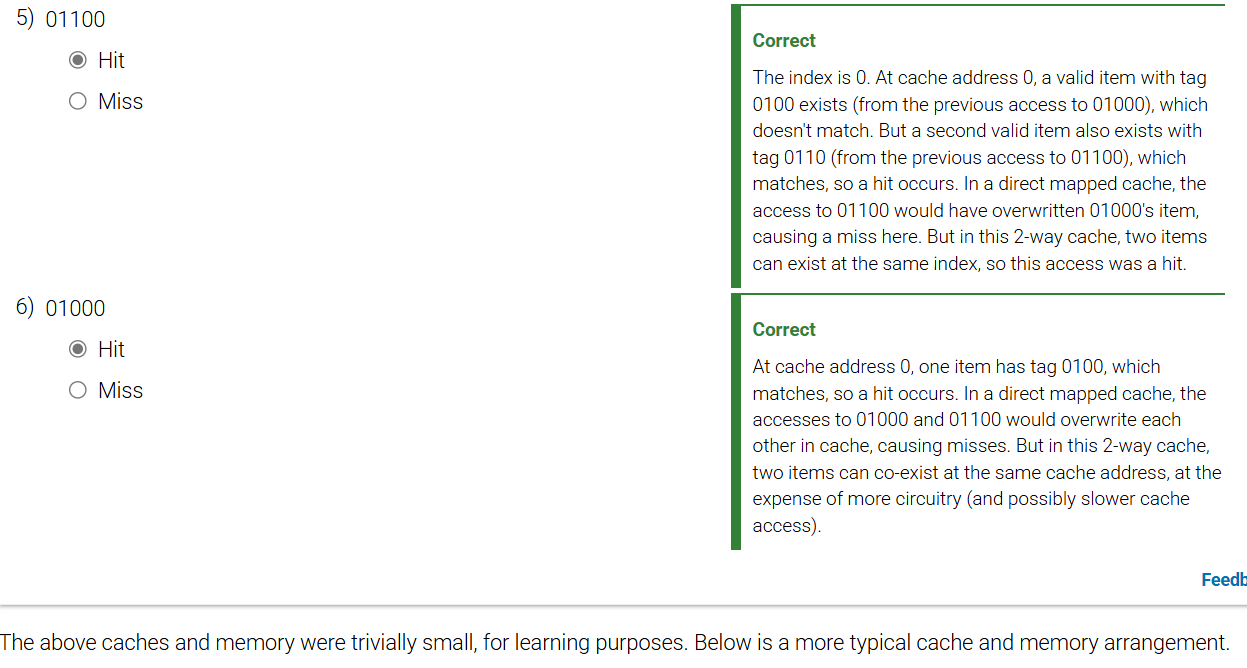 5) 01100
Hit
Miss
Correct
The index is 0. At cache address 0, a valid item with tag
0100 exists (from the previous access to 01000), which
doesn't match. But a second valid item also exists with
tag 0110 (from the previous access to 01100), which
matches, so a hit occurs. In a direct mapped cache, the
access to 01100 would have overwritten 01000's item,
causing a miss here. But in this 2-way cache, two items
can exist at the same index, so this access was a hit.
6) 01000
Hit
Miss
Correct
At cache address 0, one item has tag 0100, which
matches, so a hit occurs. In a direct mapped cache, the
accesses to 01000 and 01100 would overwrite each
other in cache, causing misses. But in this 2-way cache,
two items can co-exist at the same cache address, at the
expense of more circuitry (and possibly slower cache
access).
Feedb
The above caches and memory were trivially small, for learning purposes. Below is a more typical cache and memory arrangement.